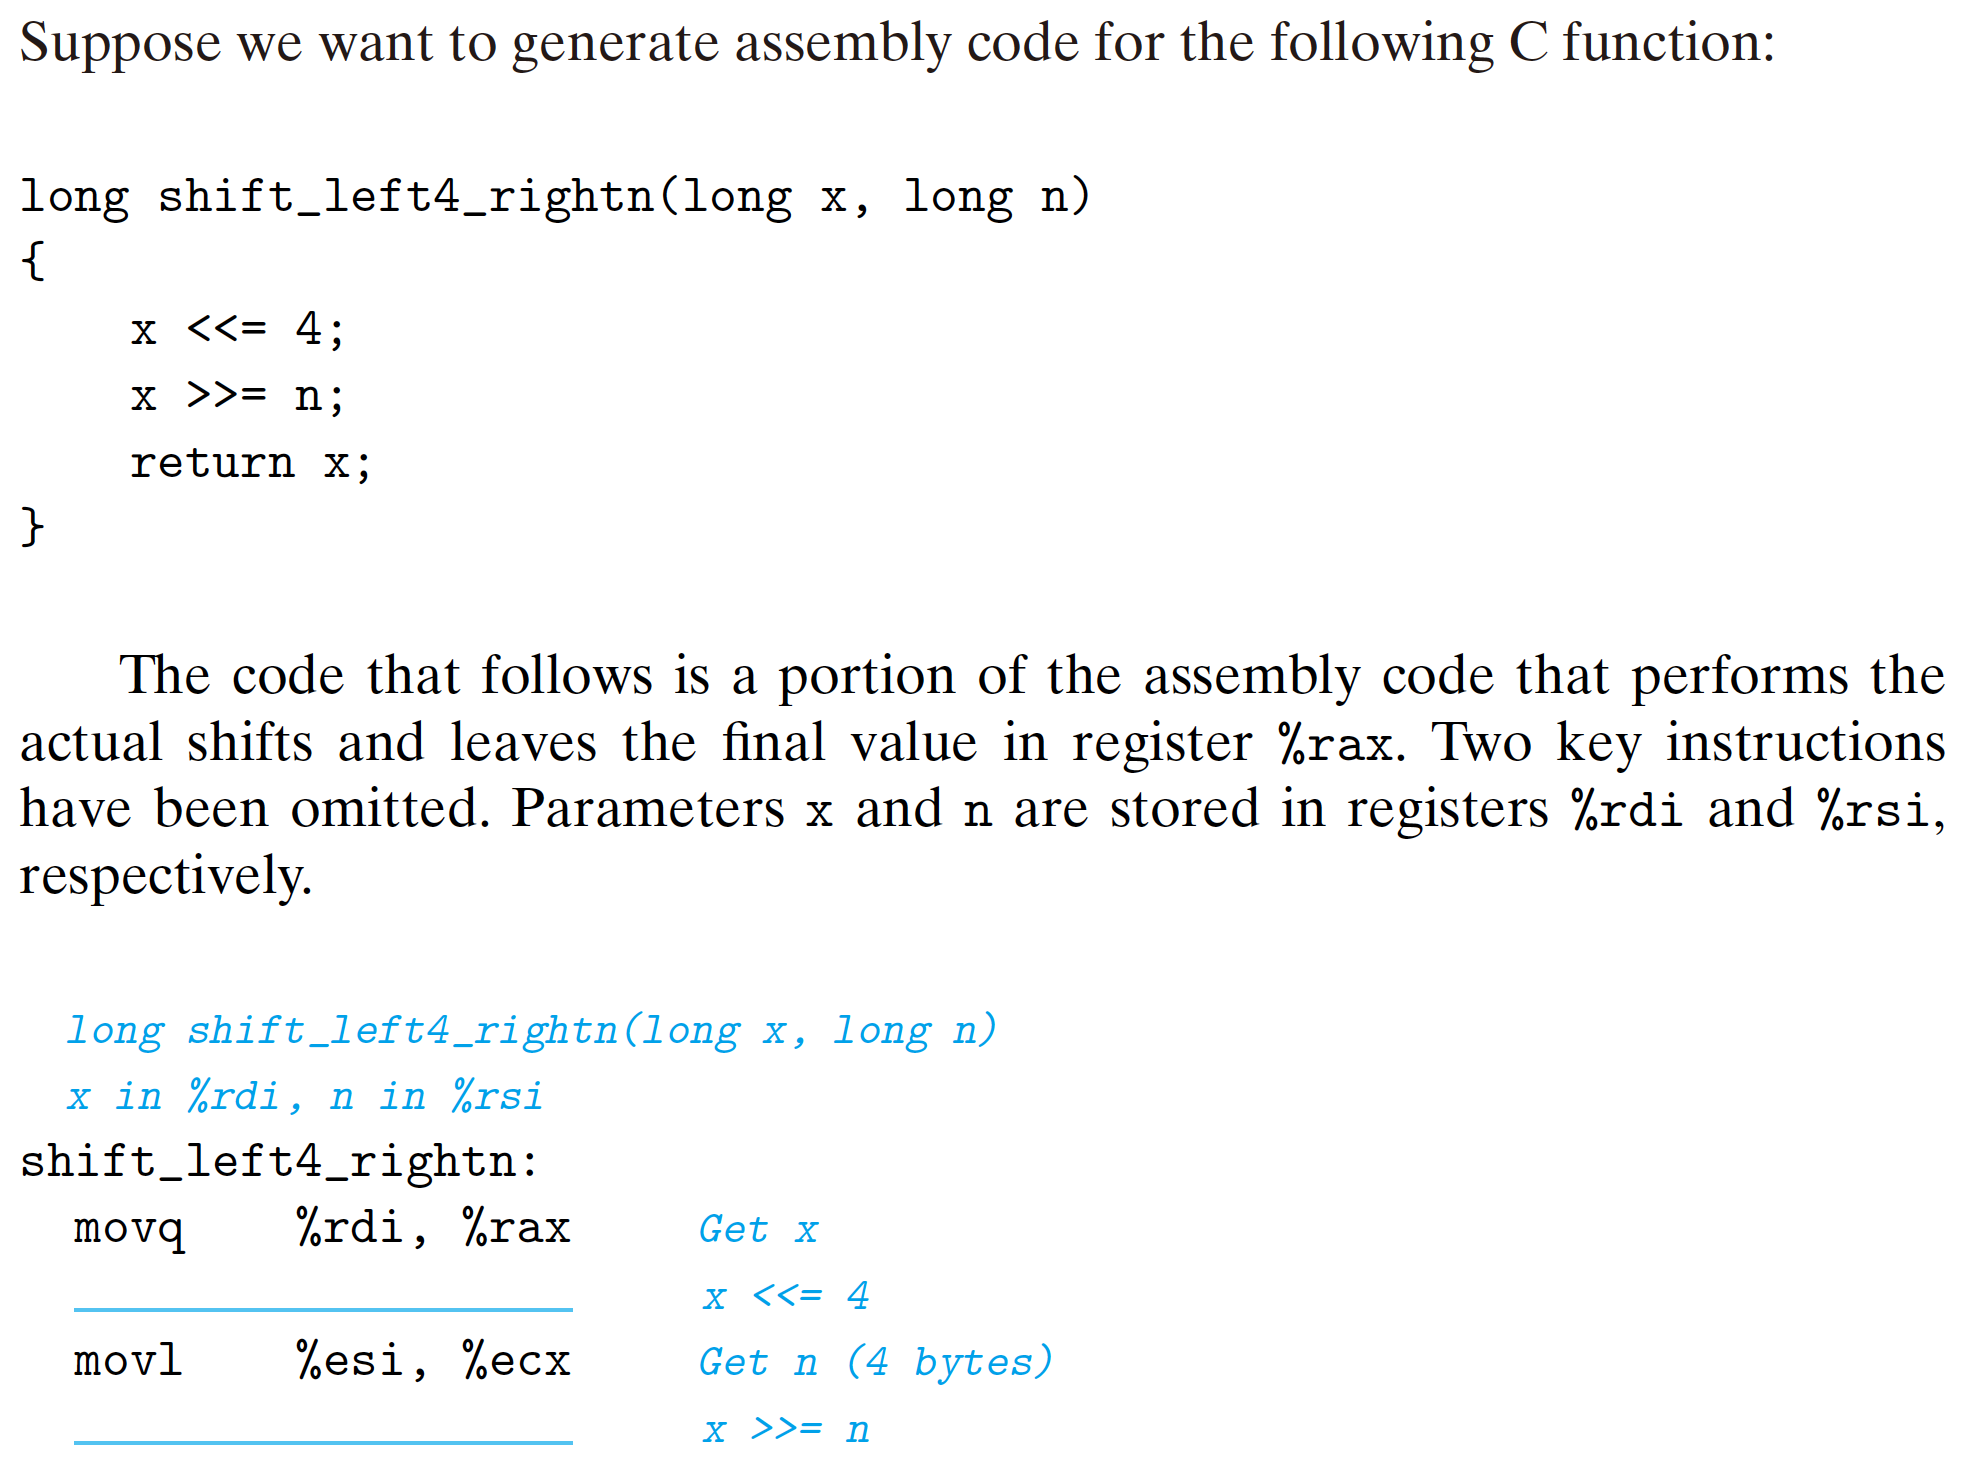 Suppose we want to generate assembly code for the following C function:
long shift_left4_rightn(long x, long n)
{
    x <<= 4;
    x >>= n;
    return x;
}
The code that follows is a portion of the assembly code that performs the
actual shifts and leaves the final value in register %rax. Two key instructions
have been omitted. Parameters x and n are stored in registers %rdi and %rsi,
respectively.
long shift_left4_rightn(long x, long n)
x in %rdi, n in %rsi
shift_left4_rightn:
movq    %rdi, %rax    Get x
x <<= 4
movl    %esi, %ecx    Get n (4 bytes)
x >>= n